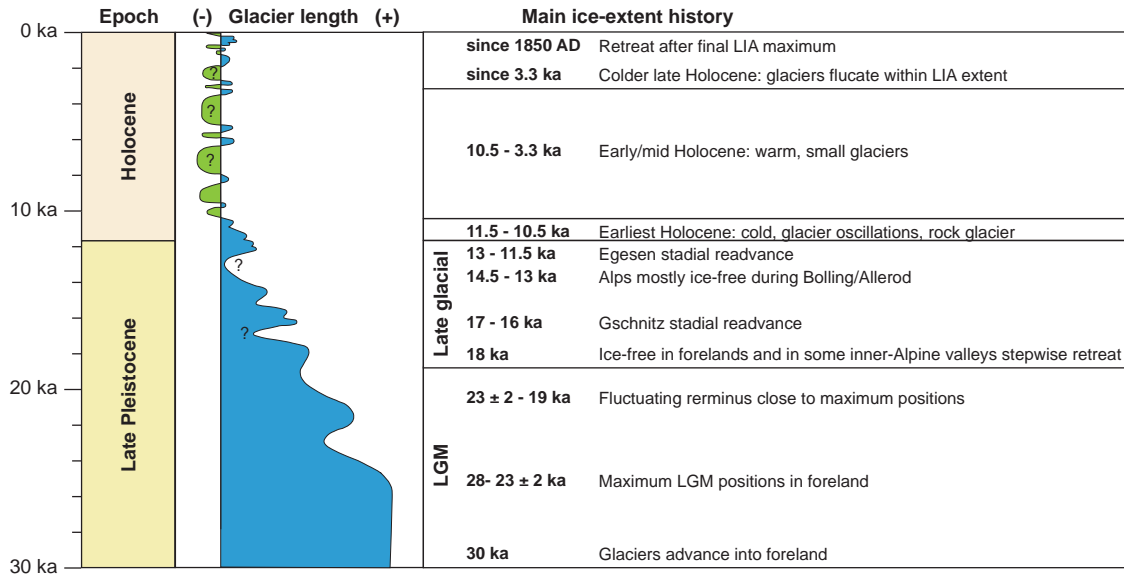 Epoch (-) Glacier length (+) Main ice-extent history
0 ka
since 1850 AD Retreat after final LIA maximum
? since 3.3 ka Colder late Holocene: glaciers flucate within LIA extent
?
Holocene
? 10.5 - 3.3 ka Early/mid Holocene: warm, small glaciers
10 ka
11.5 - 10.5 ka Earliest Holocene: cold, glacier oscillations, rock glacier
Late glacial
13 - 11.5 ka Egesen stadial readvance
? 14.5 - 13 ka Alps mostly ice-free during Bolling/Allerod
17 - 16 ka Gschnitz stadial readvance
?
18 ka Ice-free in forelands and in some inner-Alpine valleys stepwise retreat
20 ka
Late Pleistocene
LGM
23 ± 2 - 19 ka Fluctuating rerminus close to maximum positions
28- 23 ± 2 ka Maximum LGM positions in foreland
30 ka Glaciers advance into foreland
30 ka